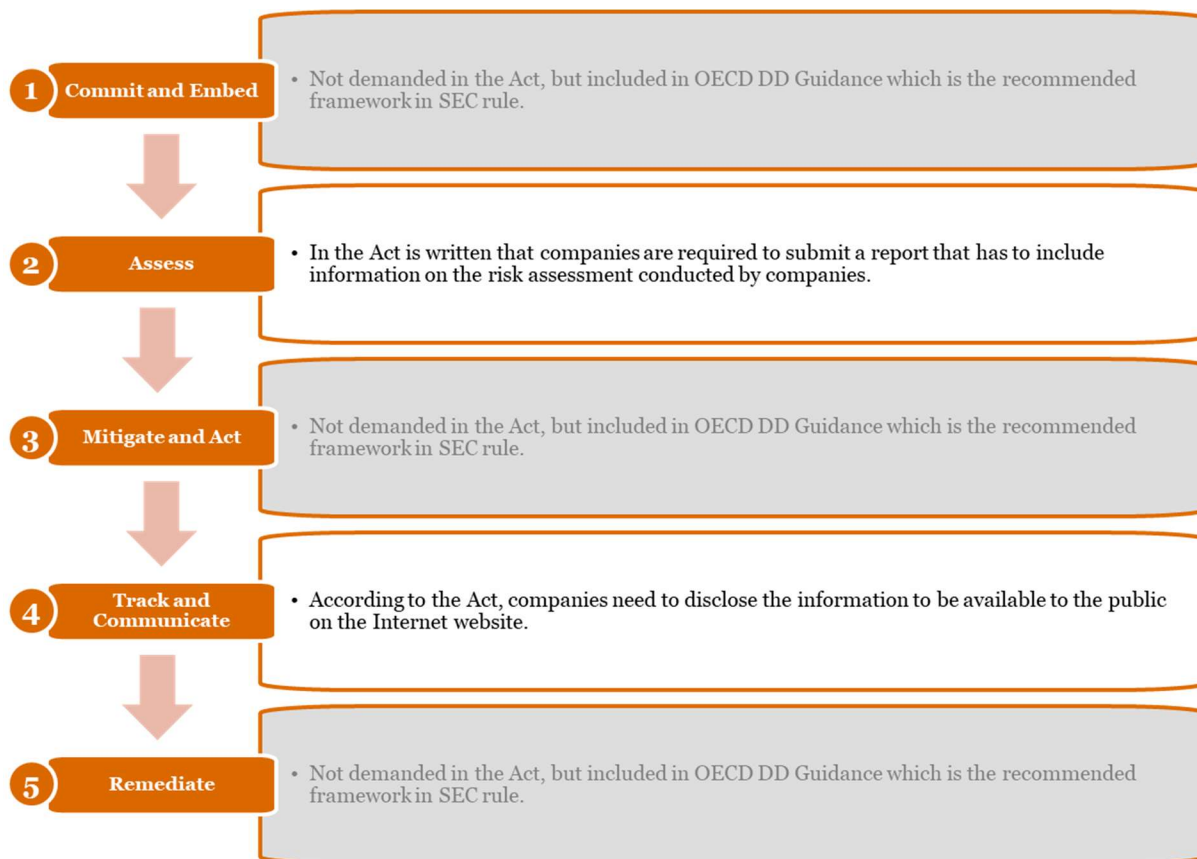 1
Commit and Embed
• Not demanded in the Act, but included in OECD DD Guidance which is the recommended
framework in SEC rule.
2
Assess
• In the Act is written that companies are required to submit a report that has to include
information on the risk assessment conducted by companies.
3
Mitigate and Act
• Not demanded in the Act, but included in OECD DD Guidance which is the recommended
framework in SEC rule.
4
Track and
Communicate
• According to the Act, companies need to disclose the information to be available to the public
on the Internet website.
5
Remediate
• Not demanded in the Act, but included in OECD DD Guidance which is the recommended
framework in SEC rule.